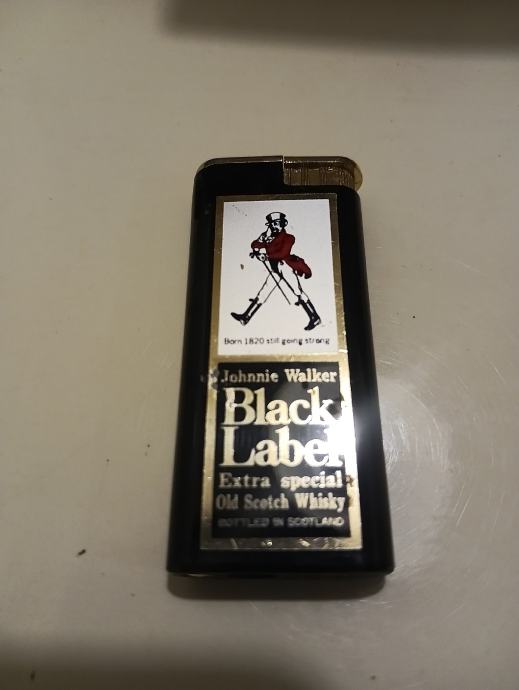 Born 1820 still going strong
Johnnie Walker
Black
Label
Extra special
Old Scotch Whisky
BOTTLED IN SCOTLAND